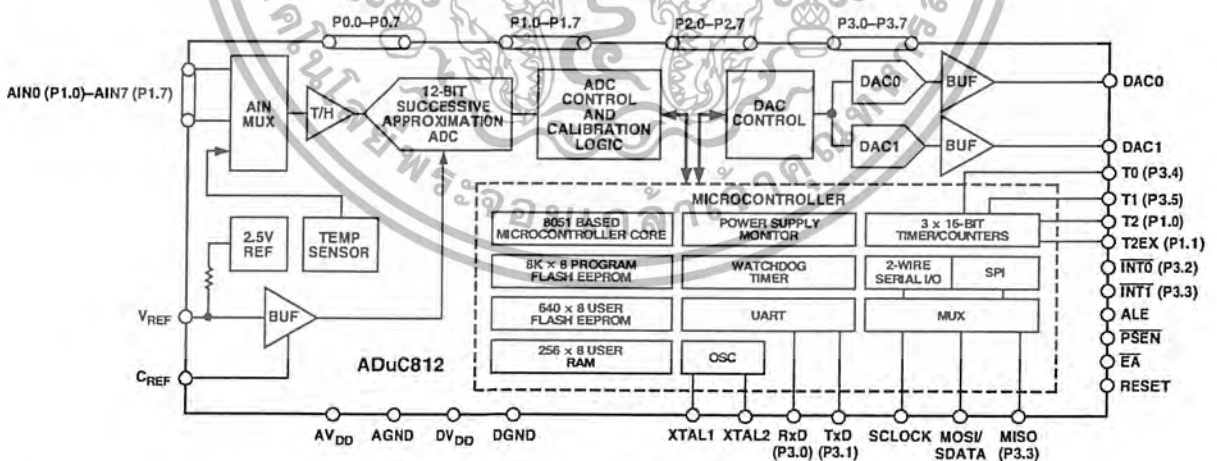 P0.0–P0.7
P1.0–P1.7
P2.0–P2.7
P3.0–P3.7
AIN0 (P1.0)–AIN7 (P1.7)
AIN
MUX
T/H
12-BIT
SUCCESSIVE
APPROXIMATION
ADC
ADC
CONTROL
AND
CALIBRATION
LOGIC
DAC
CONTROL
DAC0
BUF
DAC0
DAC1
BUF
DAC1
T0 (P3.4)
T1 (P3.5)
T2 (P1.0)
T2EX (P1.1)
INT0 (P3.2)
INT1 (P3.3)
ALE
PSEN
EA
RESET
2.5V
REF
TEMP
SENSOR
VREF
BUF
CREF
ADuC812
MICROCONTROLLER
8051 BASED
MICROCONTROLLER CORE
POWER SUPPLY
MONITOR
3 x 16-BIT
TIMER/COUNTERS
8K × 8 PROGRAM
FLASH EEPROM
WATCHDOG
TIMER
2-WIRE
SERIAL I/O
SPI
640 × 8 USER
FLASH EEPROM
UART
MUX
256 × 8 USER
RAM
OSC
AVDD
AGND
DVDD
DGND
XTAL1
XTAL2
RxD
(P3.0)
TxD
(P3.1)
SCLOCK
MOSI/
SDATA
MISO
(P3.3)